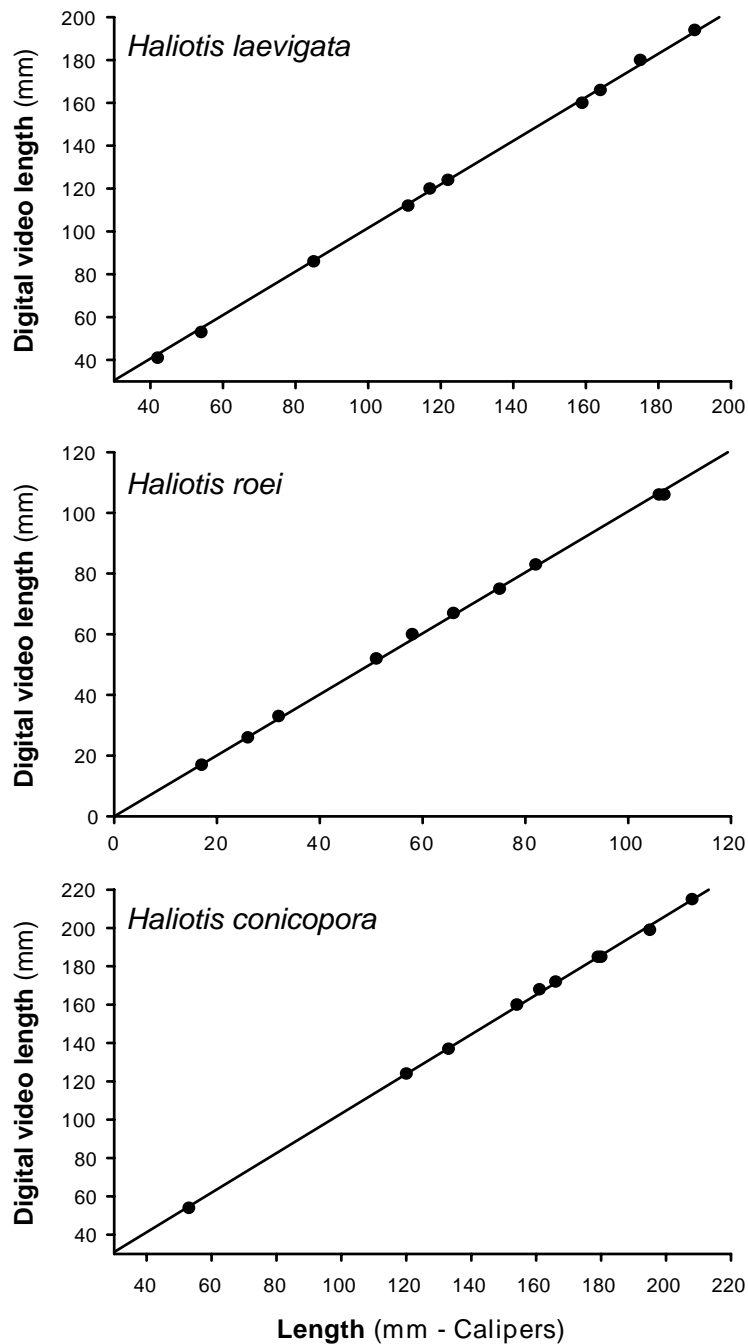 Haliotis laevigata
Digital video length (mm)
200
180
160
140
120
100
80
60
40
40 60 80 100 120 140 160 180 200
Haliotis roei
Digital video length (mm)
120
100
80
60
40
20
0
0 20 40 60 80 100 120
Haliotis conicopora
Digital video length (mm)
220
200
180
160
140
120
100
80
60
40
40 60 80 100 120 140 160 180 200 220
Length (mm - Calipers)